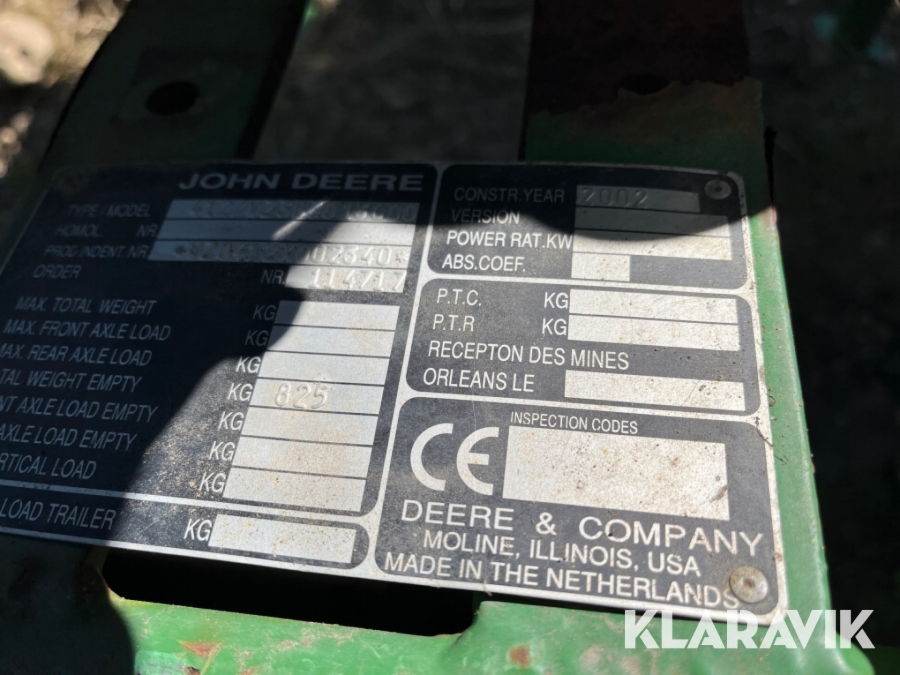 JOHN DEERE
TYPE/MODEL
HOMOL. NR
PROD.INDENT.NR
ORDER NR. 114717
MAX. TOTAL WEIGHT KG
MAX. FRONT AXLE LOAD KG
MAX. REAR AXLE LOAD KG
TAL WEIGHT EMPTY KG 825
NT AXLE LOAD EMPTY KG
AXLE LOAD EMPTY KG
RTICAL LOAD KG
LOAD TRAILER KG
CONSTR.YEAR 2002
VERSION
POWER RAT.KW
ABS.COEF.
P.T.C. KG
P.T.R KG
RECEPTON DES MINES
ORLEANS LE
CE
INSPECTION CODES
DEERE & COMPANY
MOLINE, ILLINOIS, USA
MADE IN THE NETHERLANDS
KLARAVIK